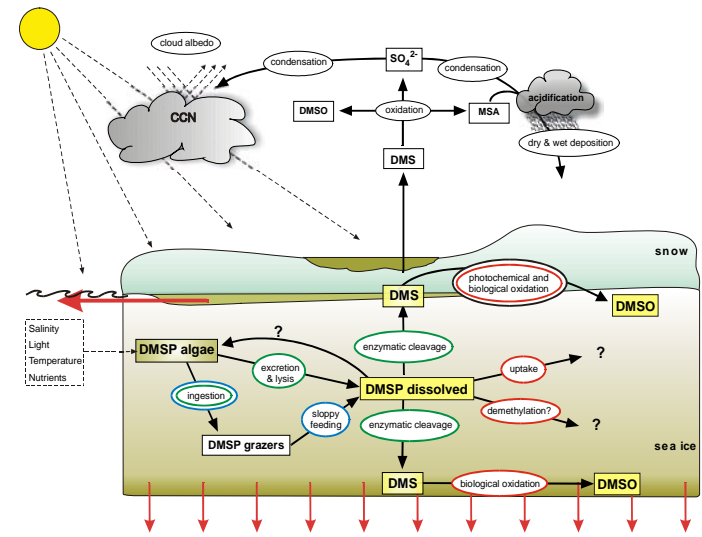 cloud albedo
condensation
SO₄²⁻
condensation
CCN
DMSO
oxidation
MSA
acidification
dry & wet deposition
DMS
snow
photochemical and
biological oxidation
DMS
DMSO
Salinity
Light
Temperature
Nutrients
?
DMSP algae
enzymatic cleavage
?
excretion
& lysis
uptake
DMSP dissolved
ingestion
sloppy
feeding
demethylation?
?
enzymatic cleavage
DMSP grazers
sea ice
DMS
biological oxidation
DMSO